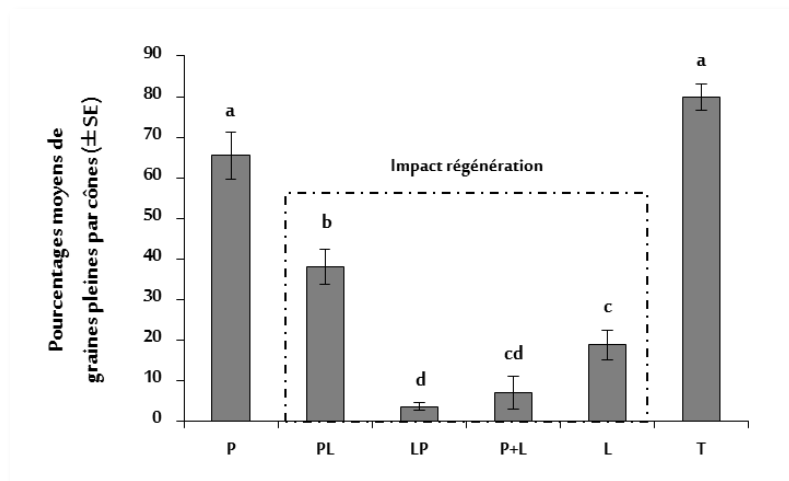 Pourcentages moyens de
graines pleines par cônes (±SE)
90
80
70
60
50
40
30
20
10
0
a
b
d
cd
c
a
Impact régénération
P
PL
LP
P+L
L
T